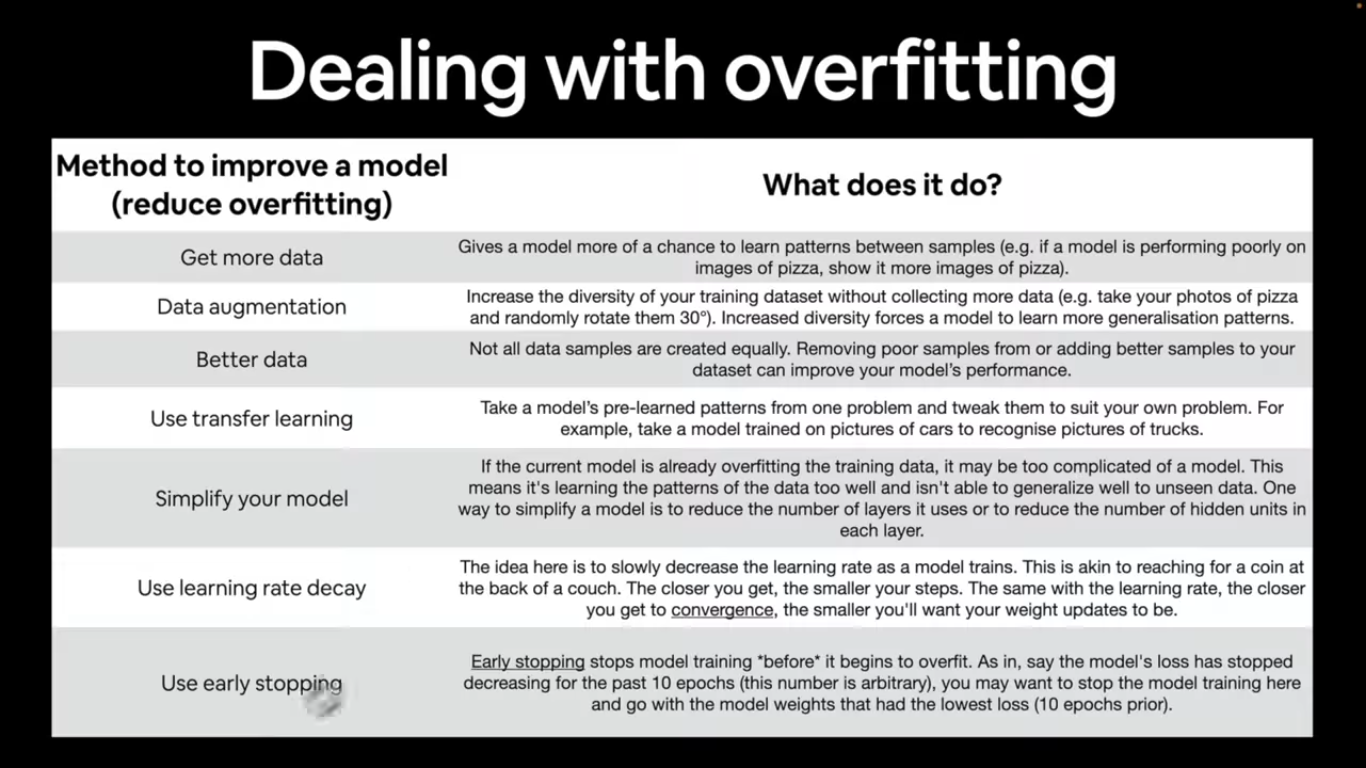 Dealing with overfitting
Method to improve a model
(reduce overfitting)
What does it do?
Get more data
Gives a model more of a chance to learn patterns between samples (e.g. if a model is performing poorly on
images of pizza, show it more images of pizza).
Data augmentation
Increase the diversity of your training dataset without collecting more data (e.g. take your photos of pizza
and randomly rotate them 30°). Increased diversity forces a model to learn more generalisation patterns.
Better data
Not all data samples are created equally. Removing poor samples from or adding better samples to your
dataset can improve your model’s performance.
Use transfer learning
Take a model’s pre-learned patterns from one problem and tweak them to suit your own problem. For
example, take a model trained on pictures of cars to recognise pictures of trucks.
Simplify your model
If the current model is already overfitting the training data, it may be too complicated of a model. This
means it's learning the patterns of the data too well and isn't able to generalize well to unseen data. One
way to simplify a model is to reduce the number of layers it uses or to reduce the number of hidden units in
each layer.
Use learning rate decay
The idea here is to slowly decrease the learning rate as a model trains. This is akin to reaching for a coin at
the back of a couch. The closer you get, the smaller your steps. The same with the learning rate, the closer
you get to convergence, the smaller you'll want your weight updates to be.
Use early stopping
Early stopping stops model training *before* it begins to overfit. As in, say the model's loss has stopped
decreasing for the past 10 epochs (this number is arbitrary), you may want to stop the model training here
and go with the model weights that had the lowest loss (10 epochs prior).